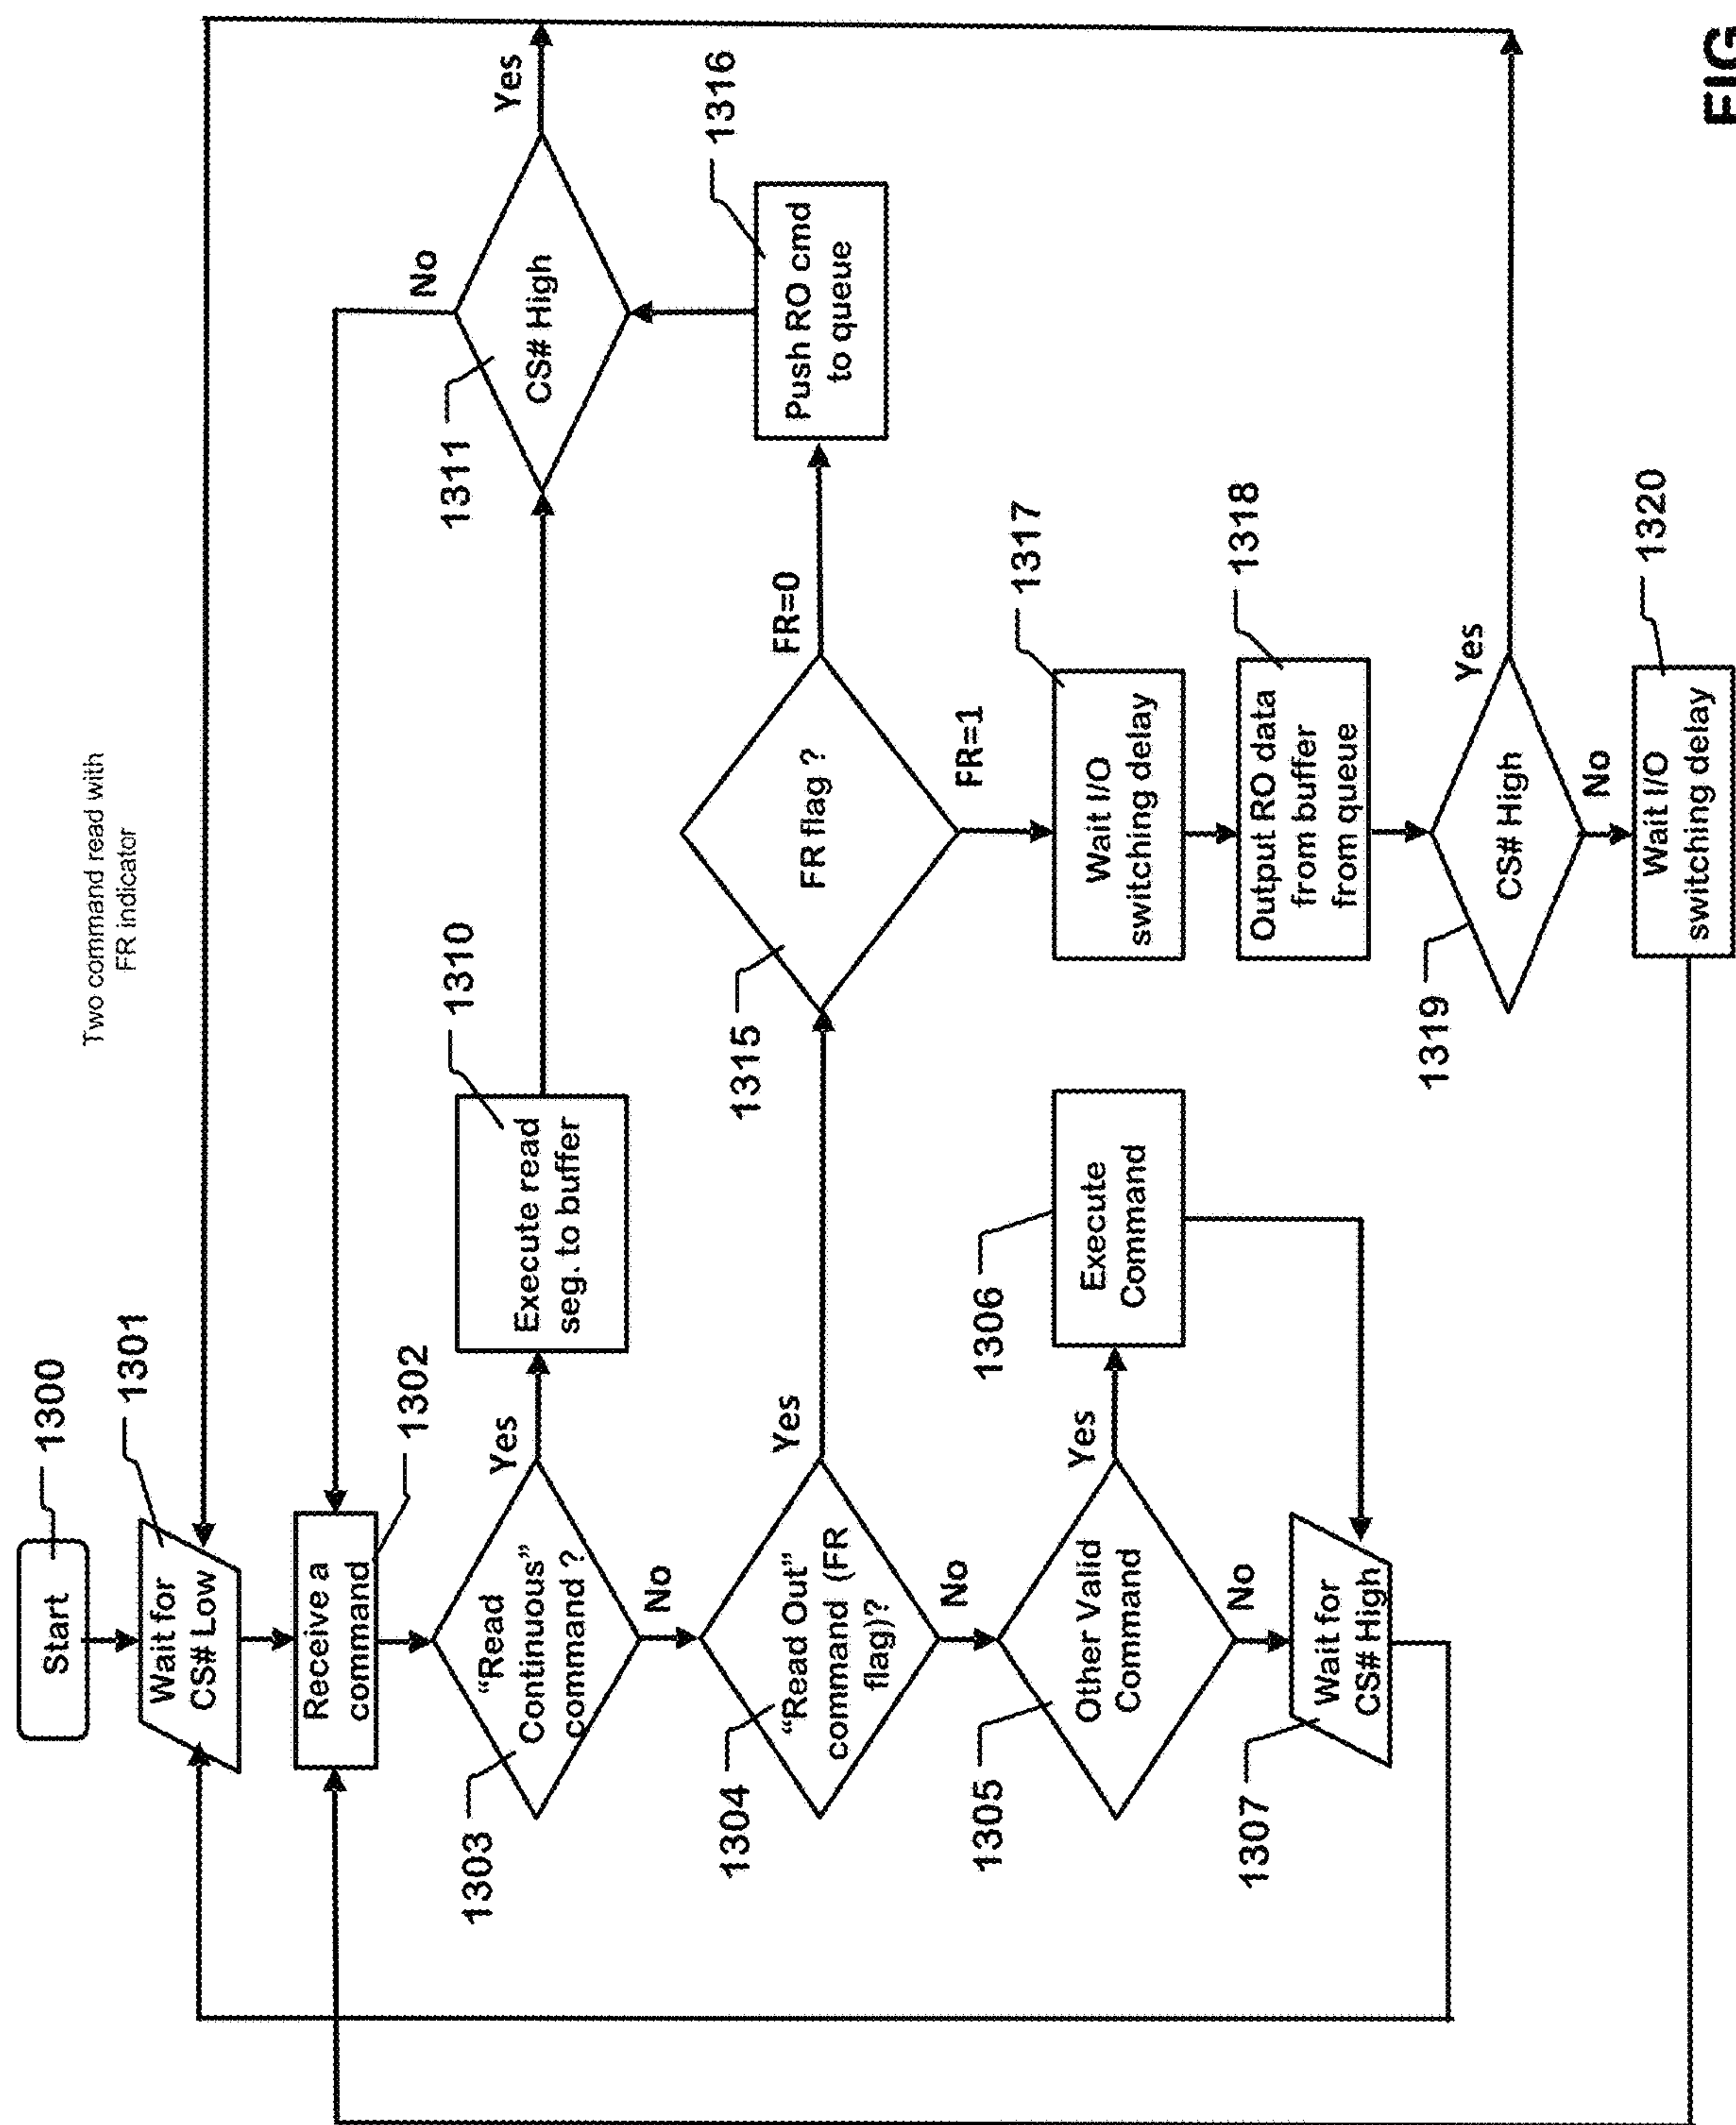 Two command read with
FR indicator
Start
1300
Wait for
CS# Low
1301
Receive a
command
1302
"Read
Continuous"
command ?
1303
Yes
No
Execute read
seg. to buffer
1310
CS# High
1311
No
Yes
"Read Out"
command (FR
flag)?
1304
Yes
No
FR flag ?
1315
FR=0
FR=1
Push RO cmd
to queue
1316
Other Valid
Command
1305
Yes
No
Execute
Command
1306
Wait I/O
switching delay
1317
Output RO data
from buffer
from queue
1318
Wait for
CS# High
1307
CS# High
1319
Yes
No
Wait I/O
switching delay
1320
FIG